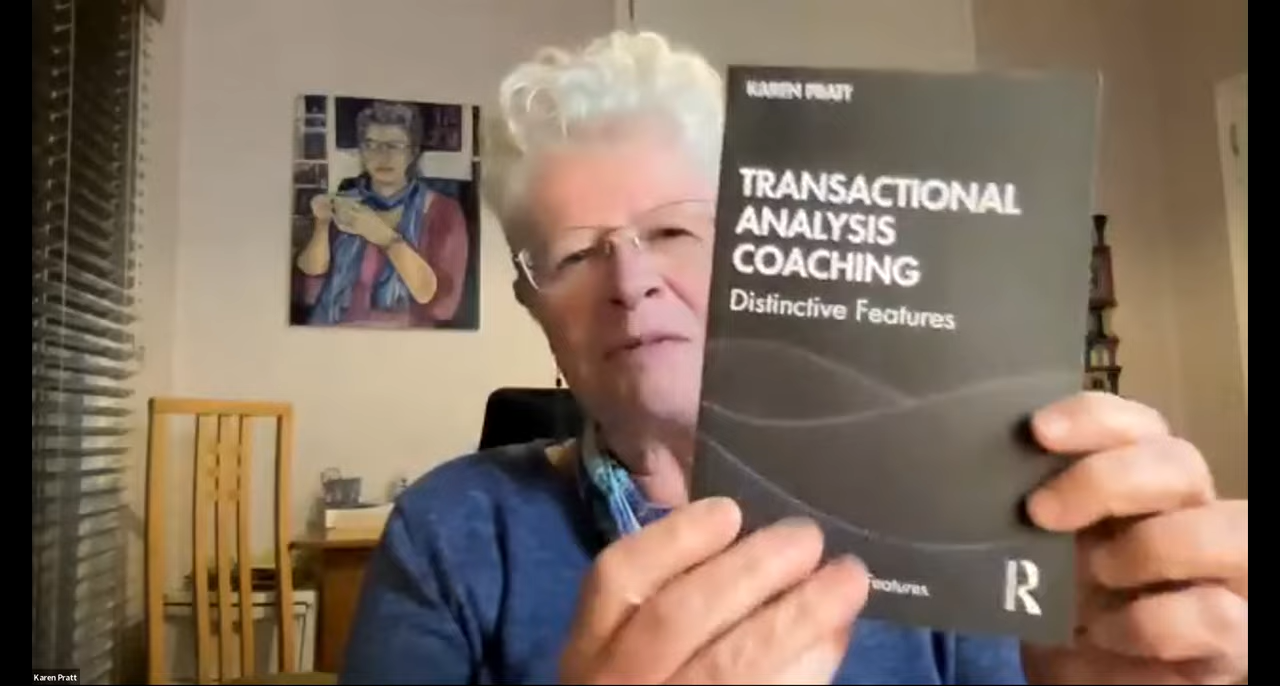 KAREN PRATT
TRANSACTIONAL
ANALYSIS
COACHING
Distinctive Features
Features
R
Karen Pratt